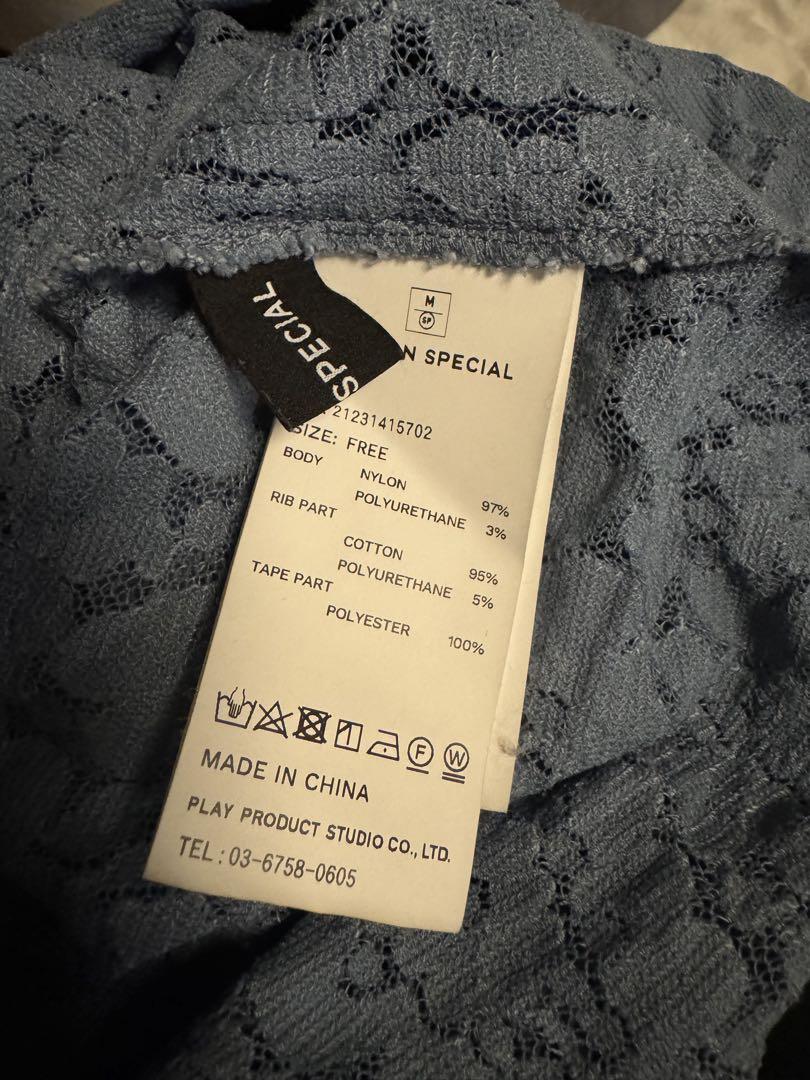 M
SP
SPECIAL
SPECIAL
N SPECIAL
21231415702
SIZE: FREE
BODY
NYLON 97%
POLYURETHANE 3%
RIB PART
COTTON 95%
POLYURETHANE 5%
TAPE PART
POLYESTER 100%
F W
MADE IN CHINA
PLAY PRODUCT STUDIO CO., LTD.
TEL : 03-6758-0605